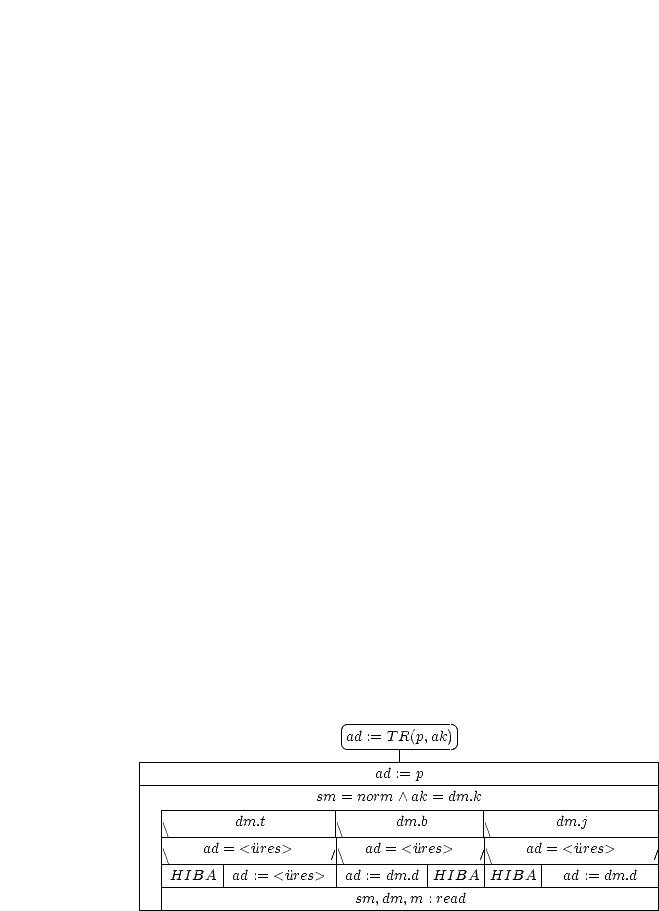 ad := TR(p, ak)
ad := p
sm = norm ∧ ak = dm.k
dm.t dm.b dm.j
ad = <üres> ad = <üres> ad = <üres>
HIBA ad := <üres> ad := dm.d HIBA HIBA ad := dm.d
sm, dm, m : read